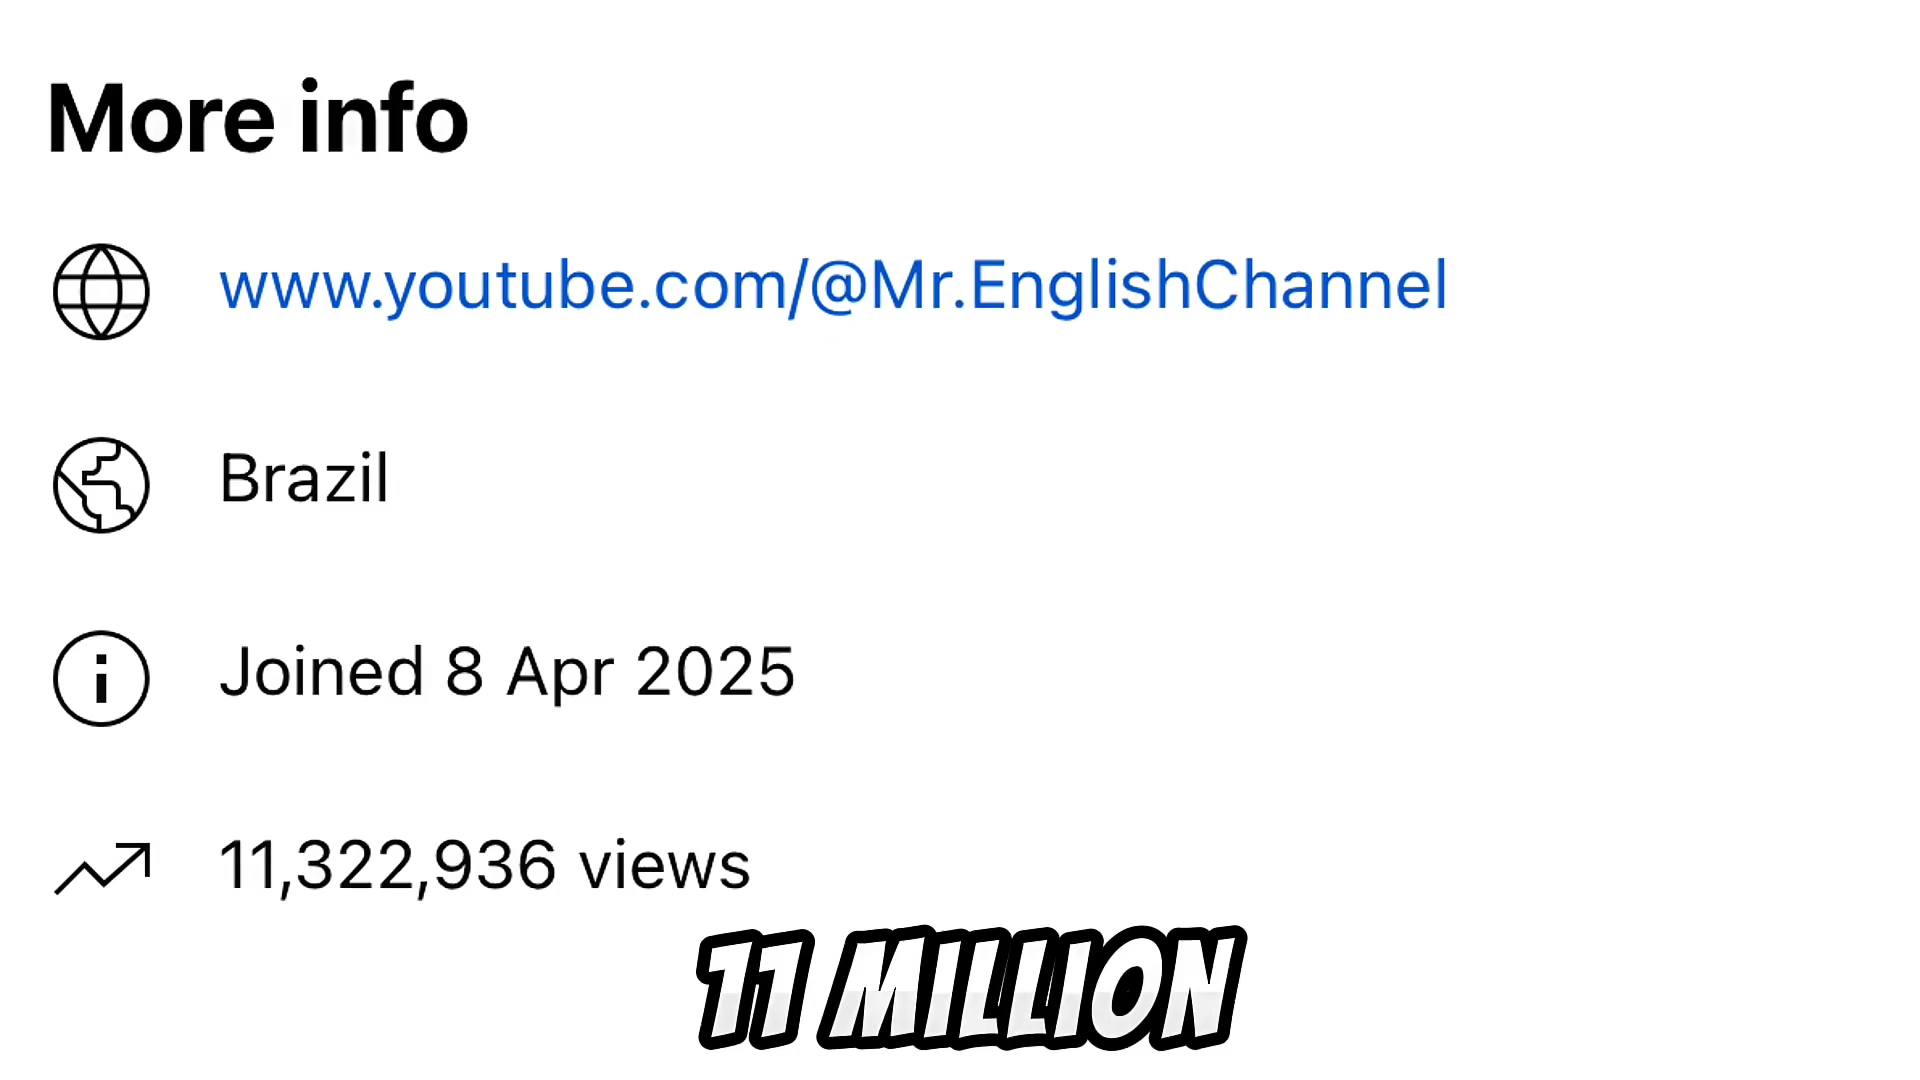 More info
www.youtube.com/@Mr.EnglishChannel
Brazil
Joined 8 Apr 2025
11,322,936 views
11 MILLION